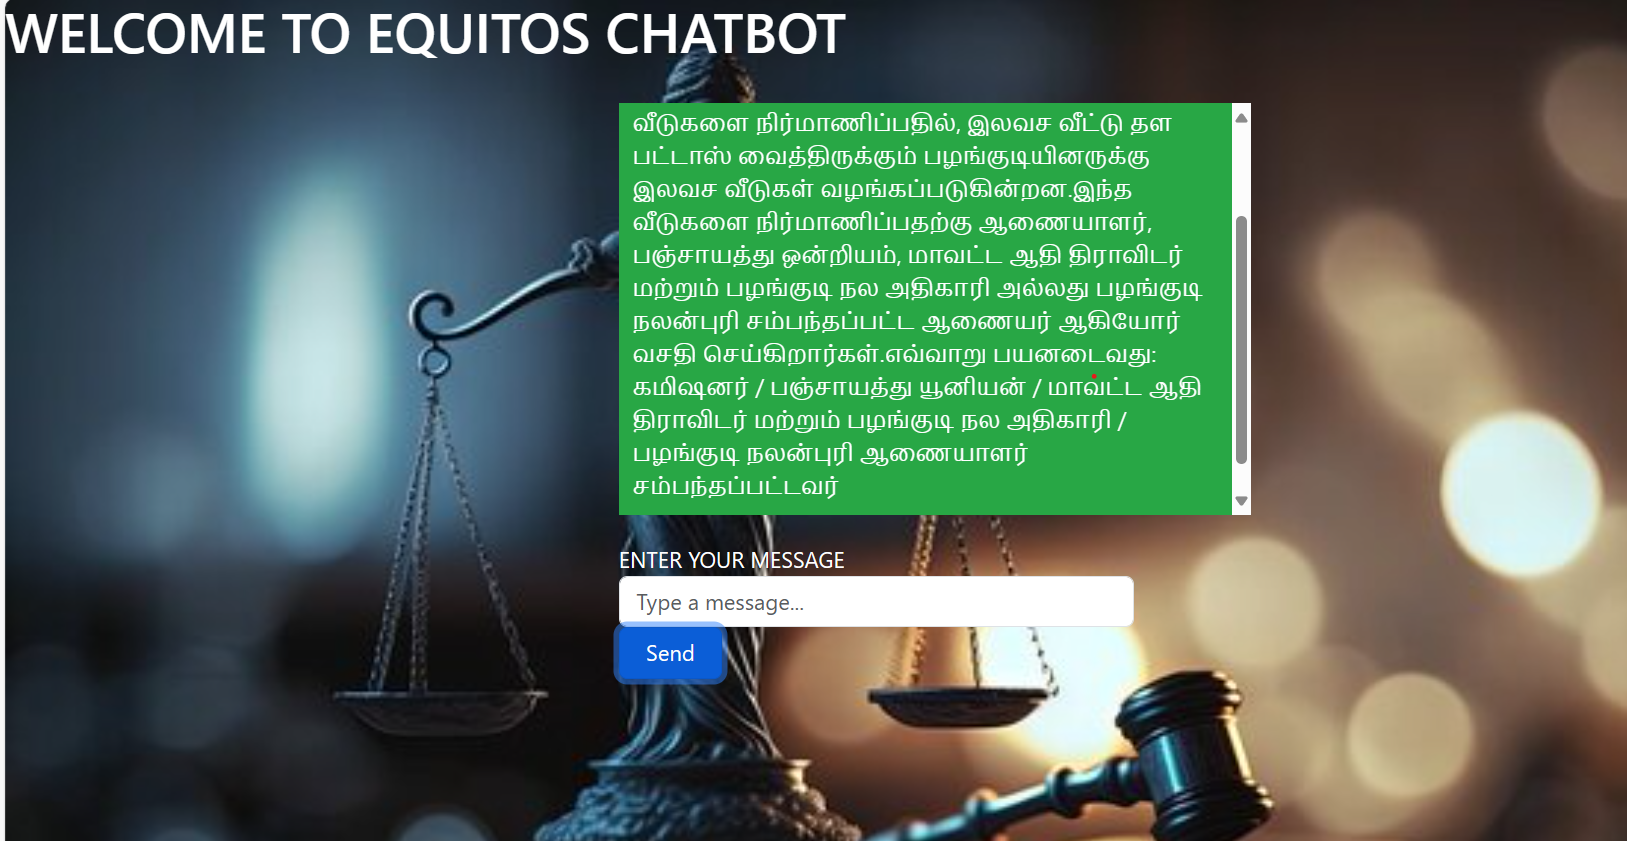 WELCOME TO EQUITOS CHATBOT
வீடுகளை நிர்மாணிப்பதில், இலவச வீட்டு தள
பட்டாஸ் வைத்திருக்கும் பழங்குடியினருக்கு
இலவச வீடுகள் வழங்கப்படுகின்றன.இந்த
வீடுகளை நிர்மாணிப்பதற்கு ஆணையாளர்,
பஞ்சாயத்து ஒன்றியம், மாவட்ட ஆதி திராவிடர்
மற்றும் பழங்குடி நல அதிகாரி அல்லது பழங்குடி
நலன்புரி சம்பந்தப்பட்ட ஆணையர் ஆகியோர்
வசதி செய்கிறார்கள்.எவ்வாறு பயனடைவது:
கமிஷனர் / பஞ்சாயத்து யூனியன் / மாவட்ட ஆதி
திராவிடர் மற்றும் பழங்குடி நல அதிகாரி /
பழங்குடி நலன்புரி ஆணையாளர்
சம்பந்தப்பட்டவர்
ENTER YOUR MESSAGE
Type a message...
Send